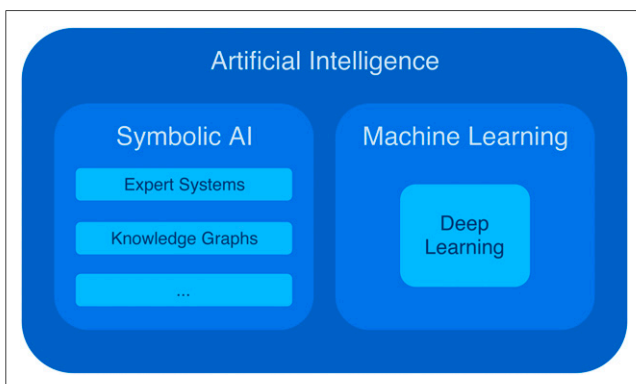 Artificial Intelligence
Symbolic AI
Expert Systems
Knowledge Graphs
...
Machine Learning
Deep
Learning